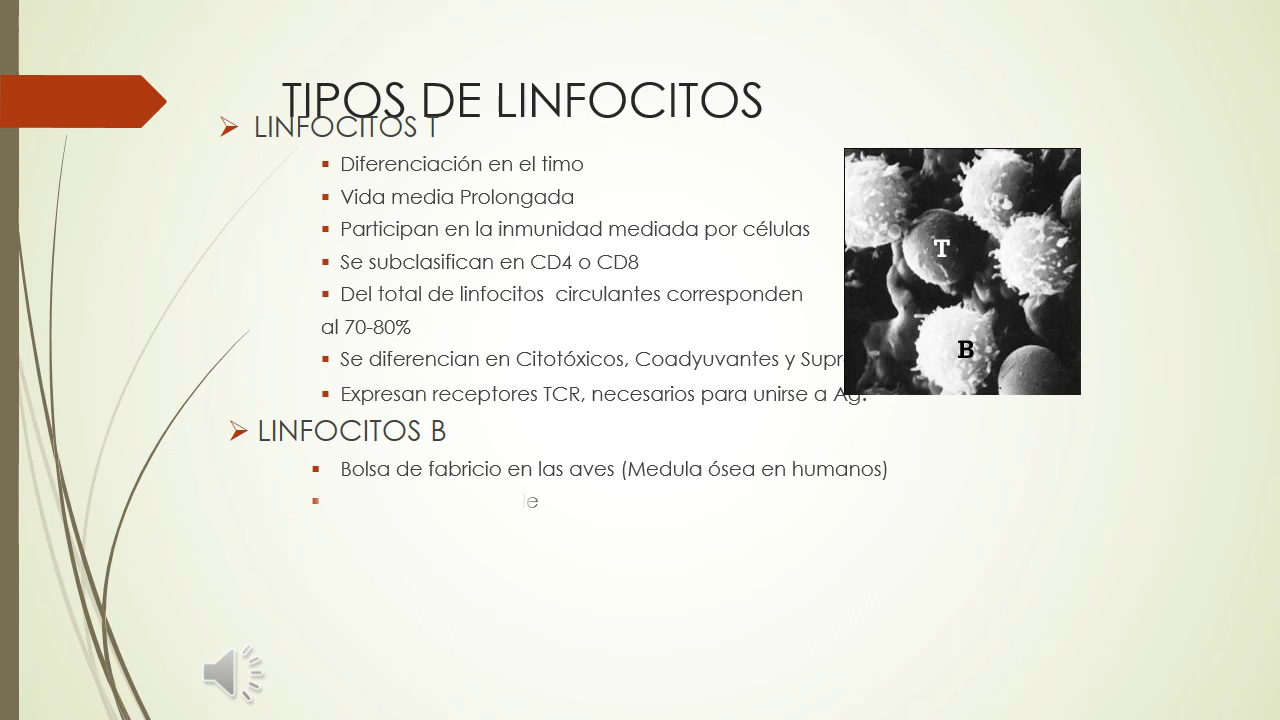 TIPOS DE LINFOCITOS
LINFOCITOS T
Diferenciación en el timo
Vida media Prolongada
Participan en la inmunidad mediada por células
Se subclasifican en CD4 o CD8
Del total de linfocitos circulantes corresponden
al 70-80%
Se diferencian en Citotóxicos, Coadyuvantes y
Expresan receptores TCR, necesarios para unirse a Ag.
T
B
LINFOCITOS B
Bolsa de fabricio en las aves (Medula ósea en humanos)